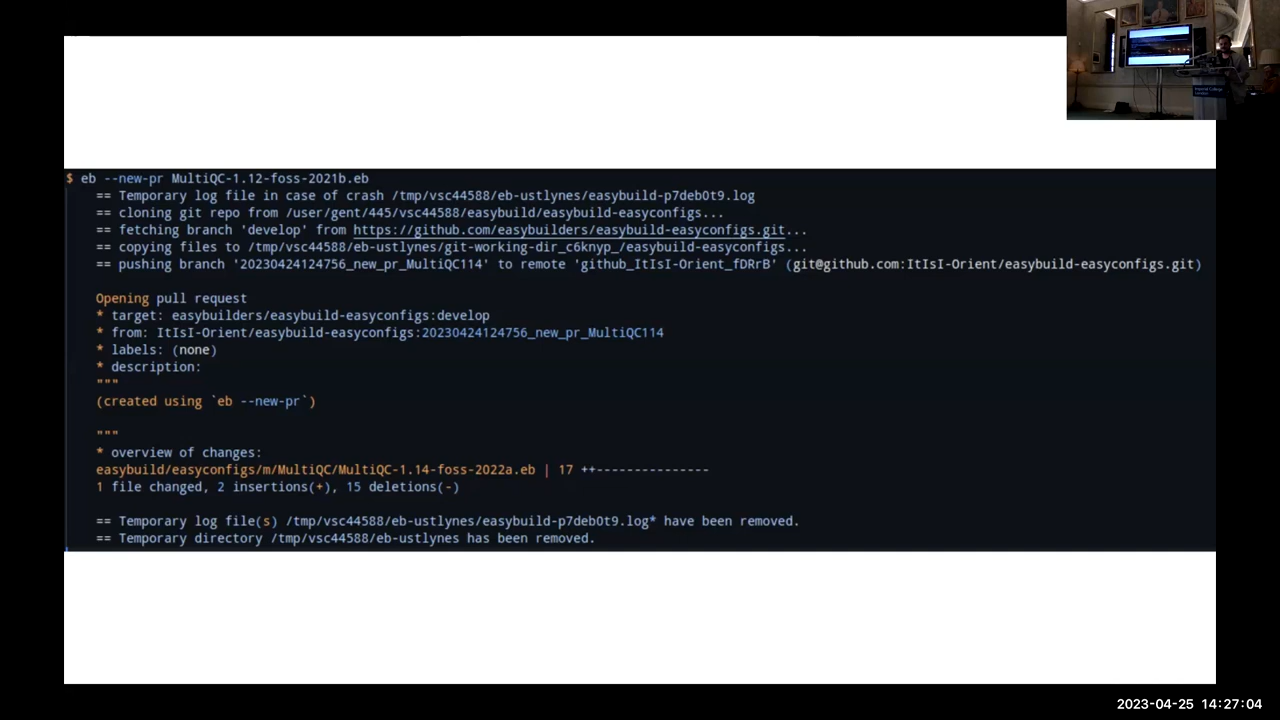 $ eb --new-pr MultiQC-1.12-foss-2021b.eb
== Temporary log file in case of crash /tmp/vsc44588/eb-ustlynes/easybuild-p7deb0t9.log
== cloning git repo from /user/gent/445/vsc44588/easybuild/easybuild-easyconfigs...
== fetching branch 'develop' from https://github.com/easybuilders/easybuild-easyconfigs.git...
== copying files to /tmp/vsc44588/eb-ustlynes/git-working-dir_c6knyp_/easybuild-easyconfigs...
== pushing branch '20230424124756_new_pr_MultiQC114' to remote 'github_ItIsI-Orient_fDRrB' (git@github.com:ItIsI-Orient/easybuild-easyconfigs.git)
Opening pull request
* target: easybuilders/easybuild-easyconfigs:develop
* from: ItIsI-Orient/easybuild-easyconfigs:20230424124756_new_pr_MultiQC114
* labels: (none)
* description:
"""
(created using `eb --new-pr`)
"""
* overview of changes:
easybuild/easyconfigs/m/MultiQC/MultiQC-1.14-foss-2022a.eb | 17 ++---------------
1 file changed, 2 insertions(+), 15 deletions(-)
== Temporary log file(s) /tmp/vsc44588/eb-ustlynes/easybuild-p7deb0t9.log* have been removed.
== Temporary directory /tmp/vsc44588/eb-ustlynes has been removed.
2023-04-25 14:27:04